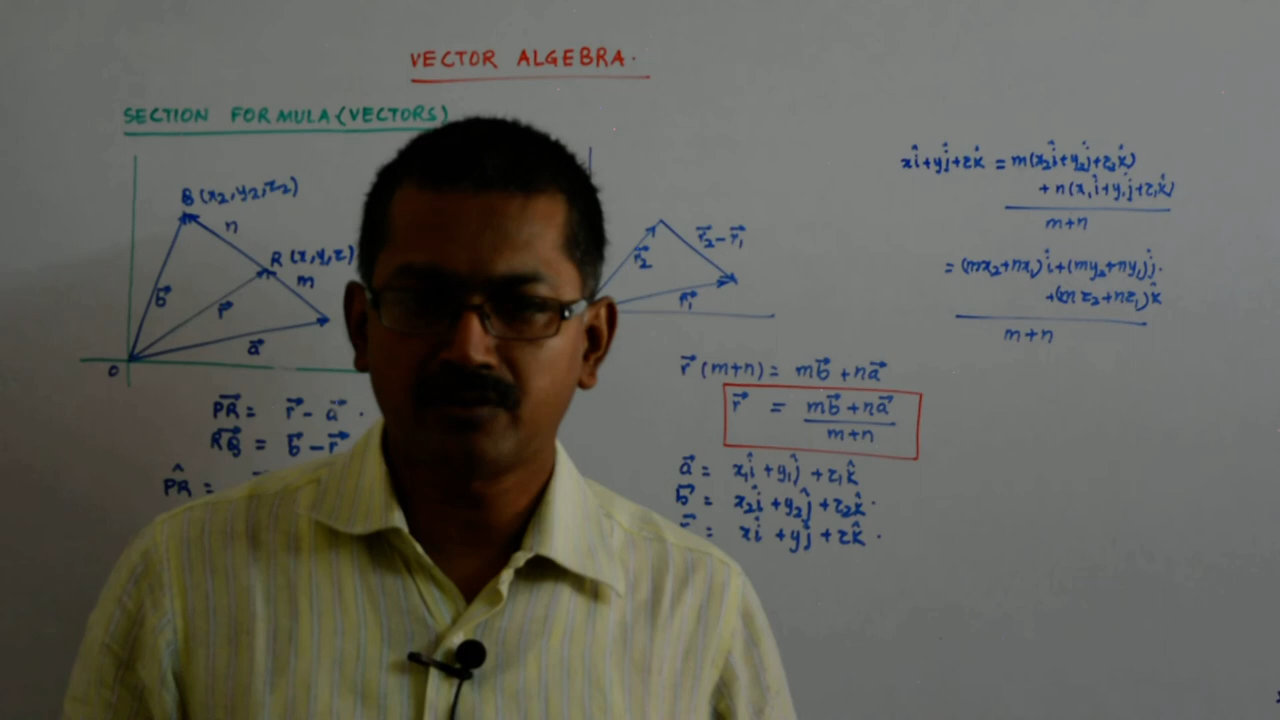 VECTOR ALGEBRA.
SECTION FORMULA (VECTORS)
B (x₂, y₂, z₂)
n
R (x, y, z)
m
b⃗
r⃗
a⃗
O
P⃗R = r⃗ - a⃗ .
R⃗B = b⃗ - r⃗
P̂R =
r⃗₂
r⃗₂ - r⃗₁
r⃗₁
r⃗ (m+n) = mb⃗ + na⃗
r⃗ = mb⃗ + na⃗
m+n
a⃗ = x₁î + y₁ĵ + z₁k̂
b⃗ = x₂î + y₂ĵ + z₂k̂ .
= xî + yĵ + zk̂ .
xî + yĵ + zk̂ = m(x₂î + y₂ĵ + z₂k̂)
+ n(x₁î + y₁ĵ + z₁k̂)
m+n
= (mx₂ + nx₁)î + (my₂ + ny₁)ĵ .
+ (mz₂ + nz₁)k̂
m+n